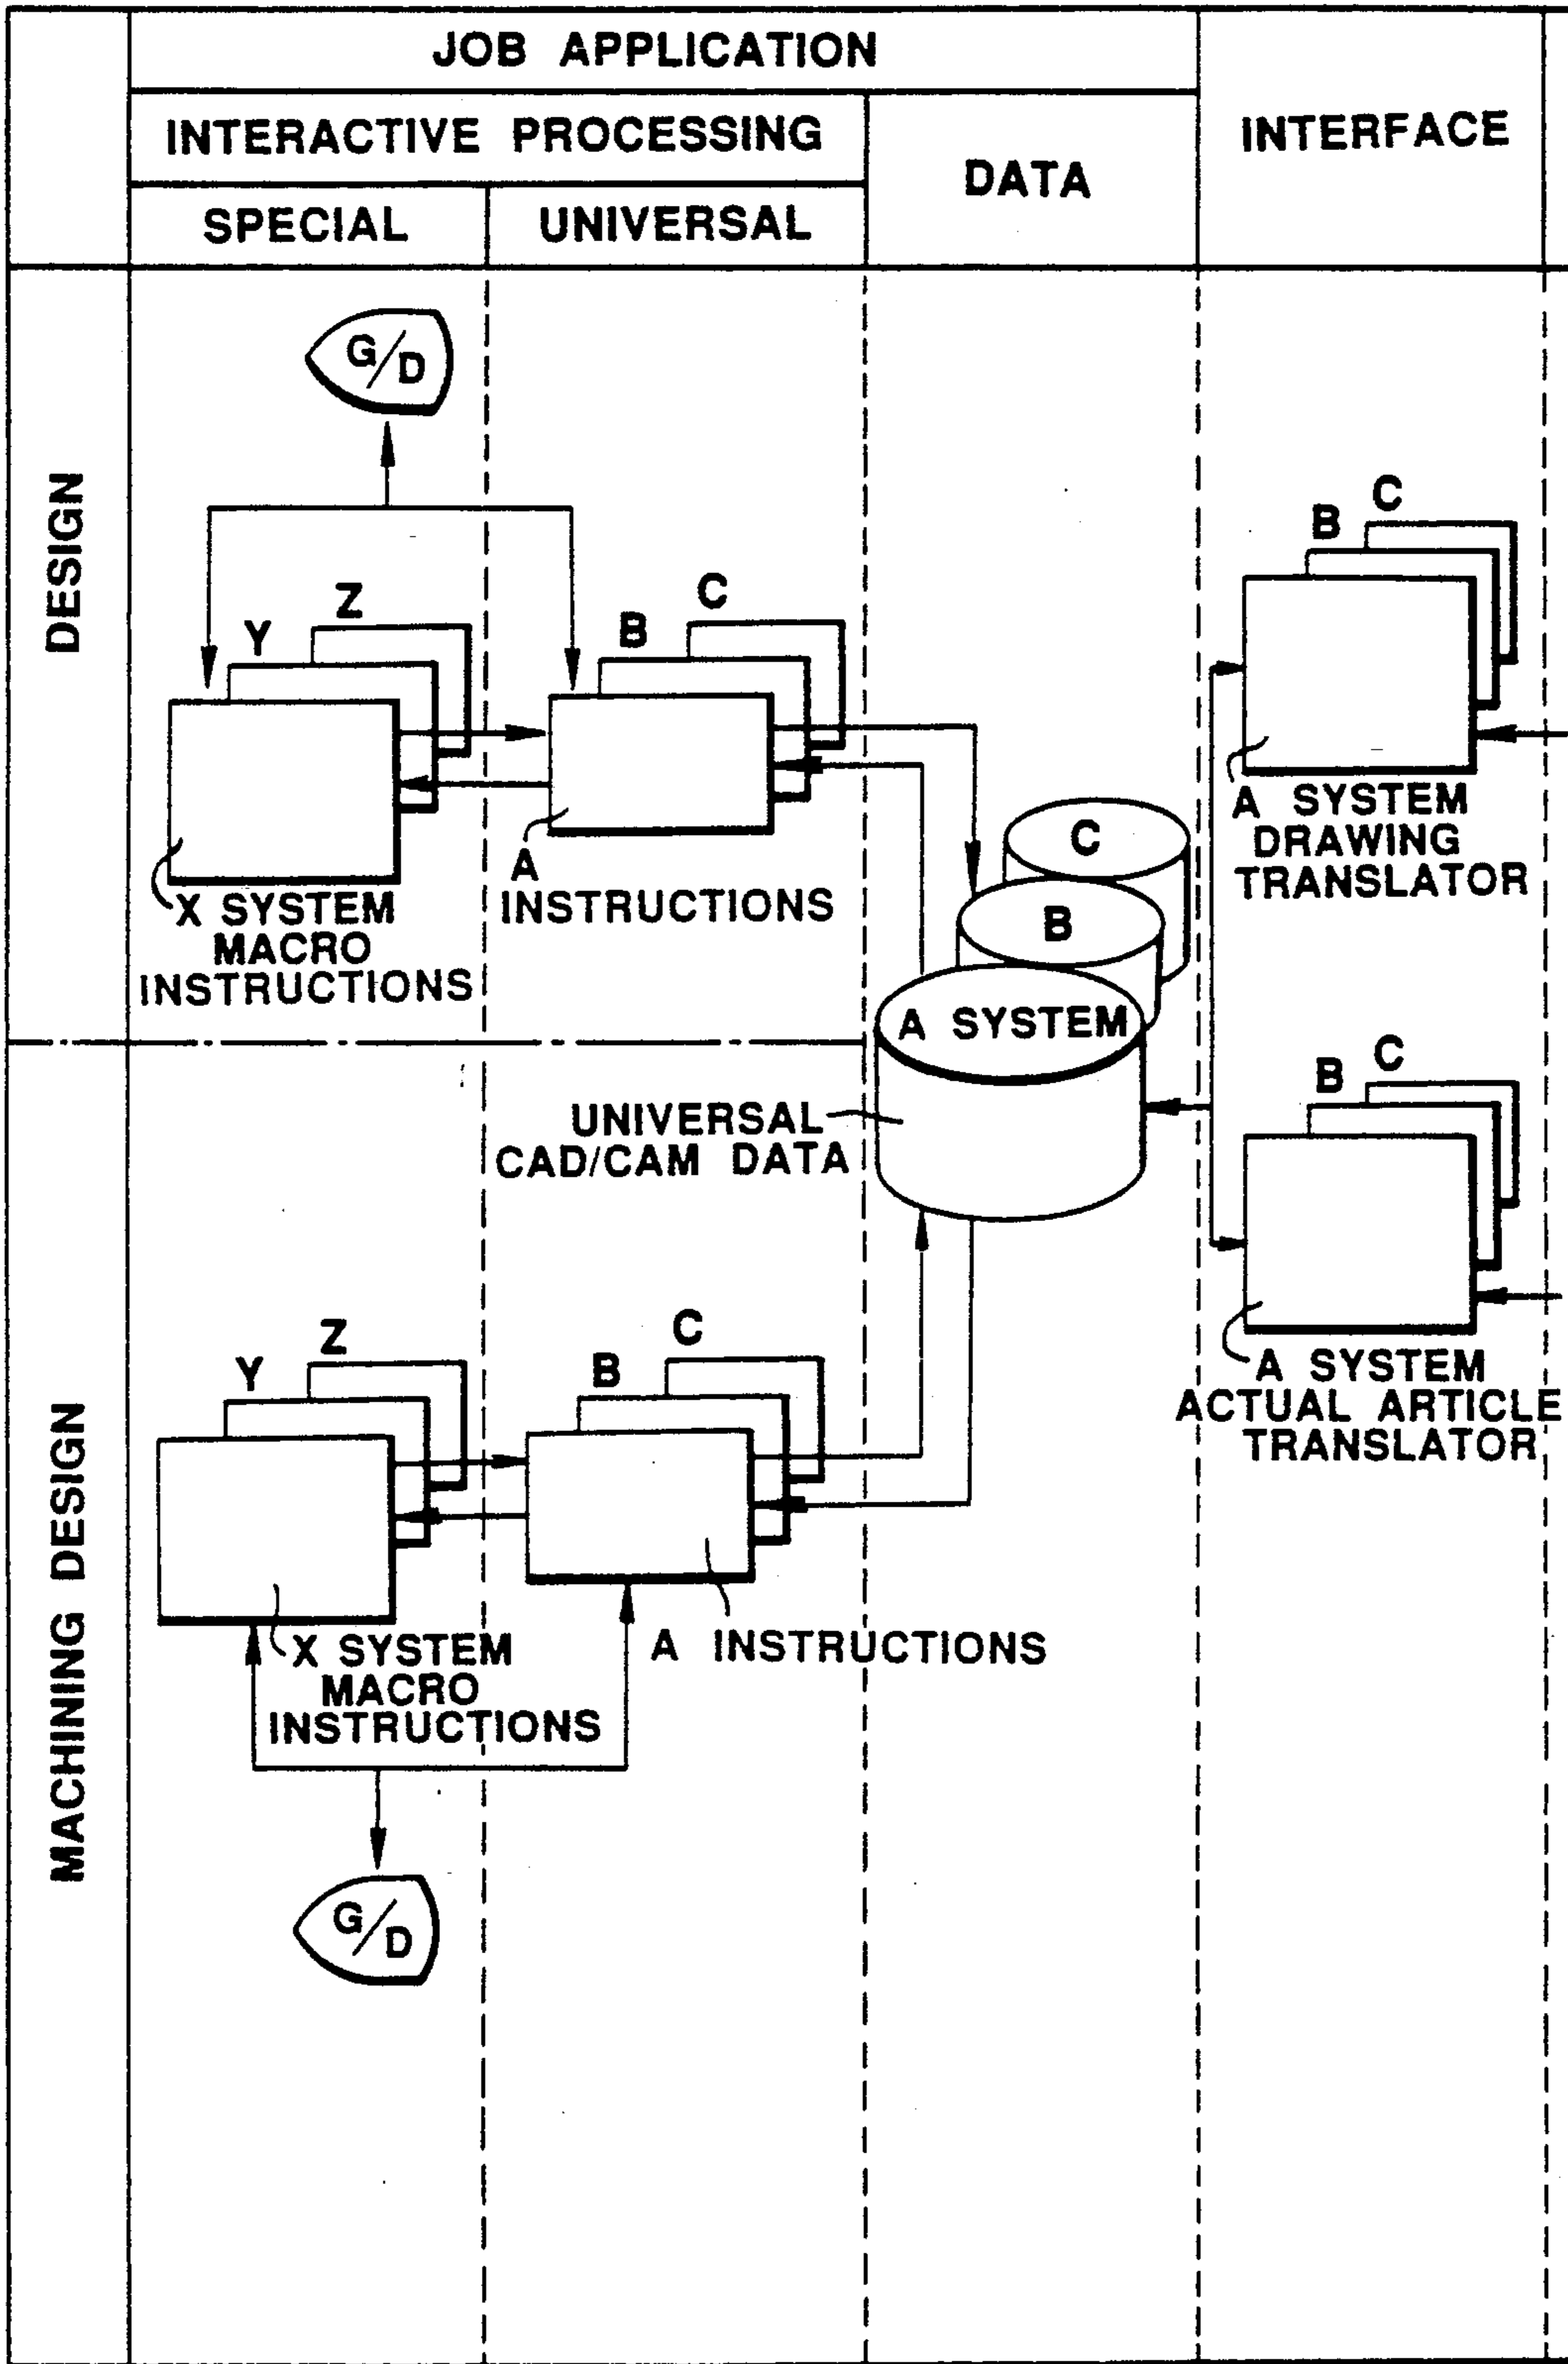 JOB APPLICATION
INTERACTIVE PROCESSING
DATA
INTERFACE
SPECIAL
UNIVERSAL
DESIGN
G/D
Y
Z
X SYSTEM
MACRO
INSTRUCTIONS
B
C
A
INSTRUCTIONS
C
B
A SYSTEM
UNIVERSAL
CAD/CAM DATA
B
C
A SYSTEM
DRAWING
TRANSLATOR
B
C
A SYSTEM
ACTUAL ARTICLE
TRANSLATOR
MACHINING DESIGN
Y
Z
X SYSTEM
MACRO
INSTRUCTIONS
B
C
A INSTRUCTIONS
G/D